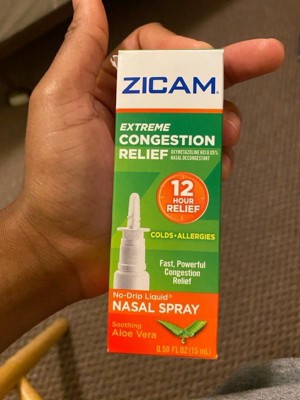 ZICAM®
EXTREME
CONGESTION
RELIEF
OXYMETAZOLINE HCl 0.05%
NASAL DECONGESTANT
12
HOUR
RELIEF
COLDS+ALLERGIES
Fast, Powerful
Congestion
Relief
No-Drip Liquid®
NASAL SPRAY
Soothing
Aloe Vera
0.50 FL OZ (15 mL)